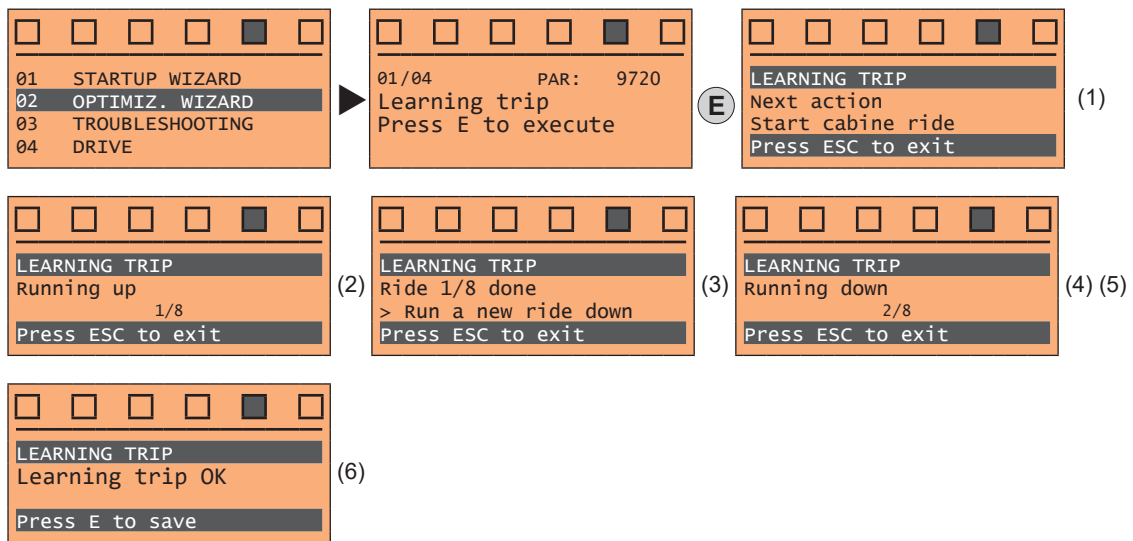 01 STARTUP WIZARD
02 OPTIMIZ. WIZARD
03 TROUBLESHOOTING
04 DRIVE
01/04 PAR: 9720
Learning trip
Press E to execute
E
LEARNING TRIP
Next action
Start cabine ride
Press ESC to exit
(1)
LEARNING TRIP
Running up
1/8
Press ESC to exit
(2)
LEARNING TRIP
Ride 1/8 done
> Run a new ride down
Press ESC to exit
(3)
LEARNING TRIP
Running down
2/8
Press ESC to exit
(4) (5)
LEARNING TRIP
Learning trip OK
Press E to save
(6)